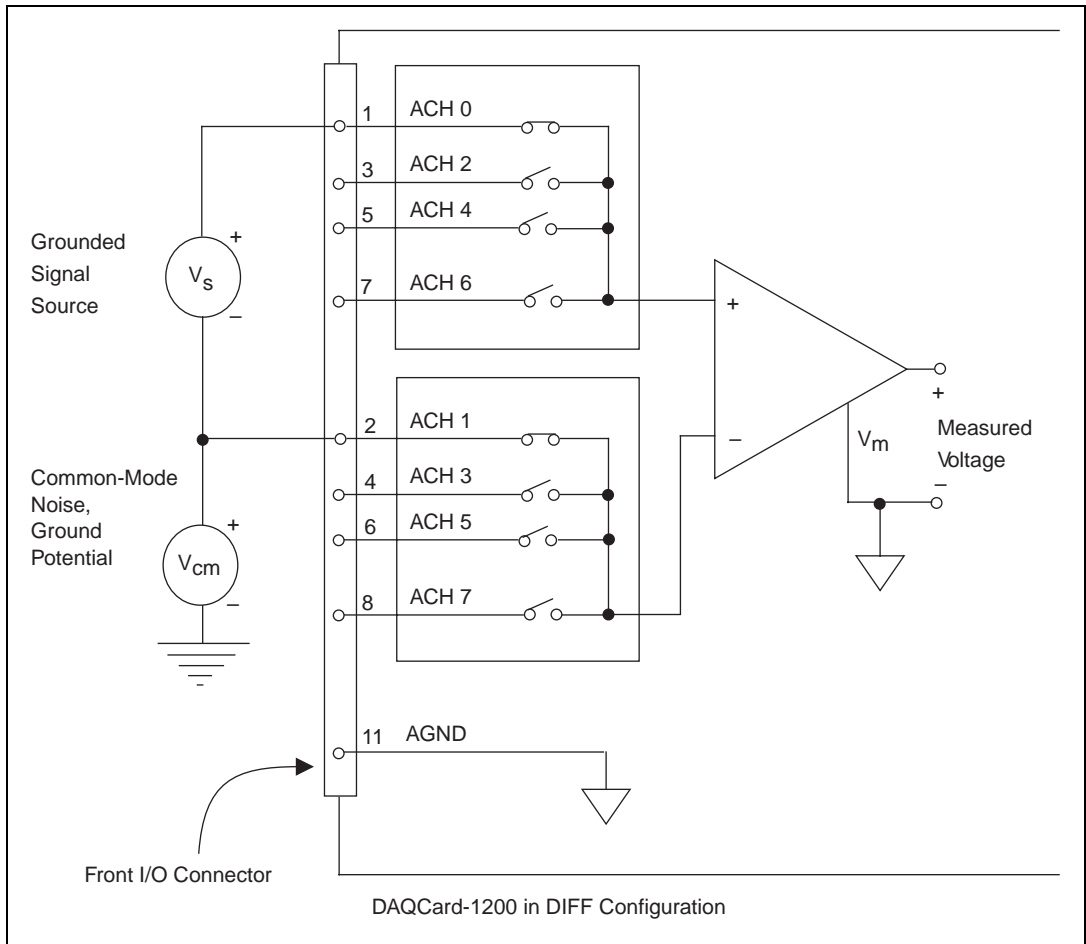 1
ACH 0
3
ACH 2
5
ACH 4
7
ACH 6
Grounded
Signal
Source
+
Vs
–
+
–
2
ACH 1
4
ACH 3
6
ACH 5
8
ACH 7
Common-Mode
Noise,
Ground
Potential
+
Vcm
–
+
Vm
–
Measured
Voltage
11
AGND
Front I/O Connector
DAQCard-1200 in DIFF Configuration